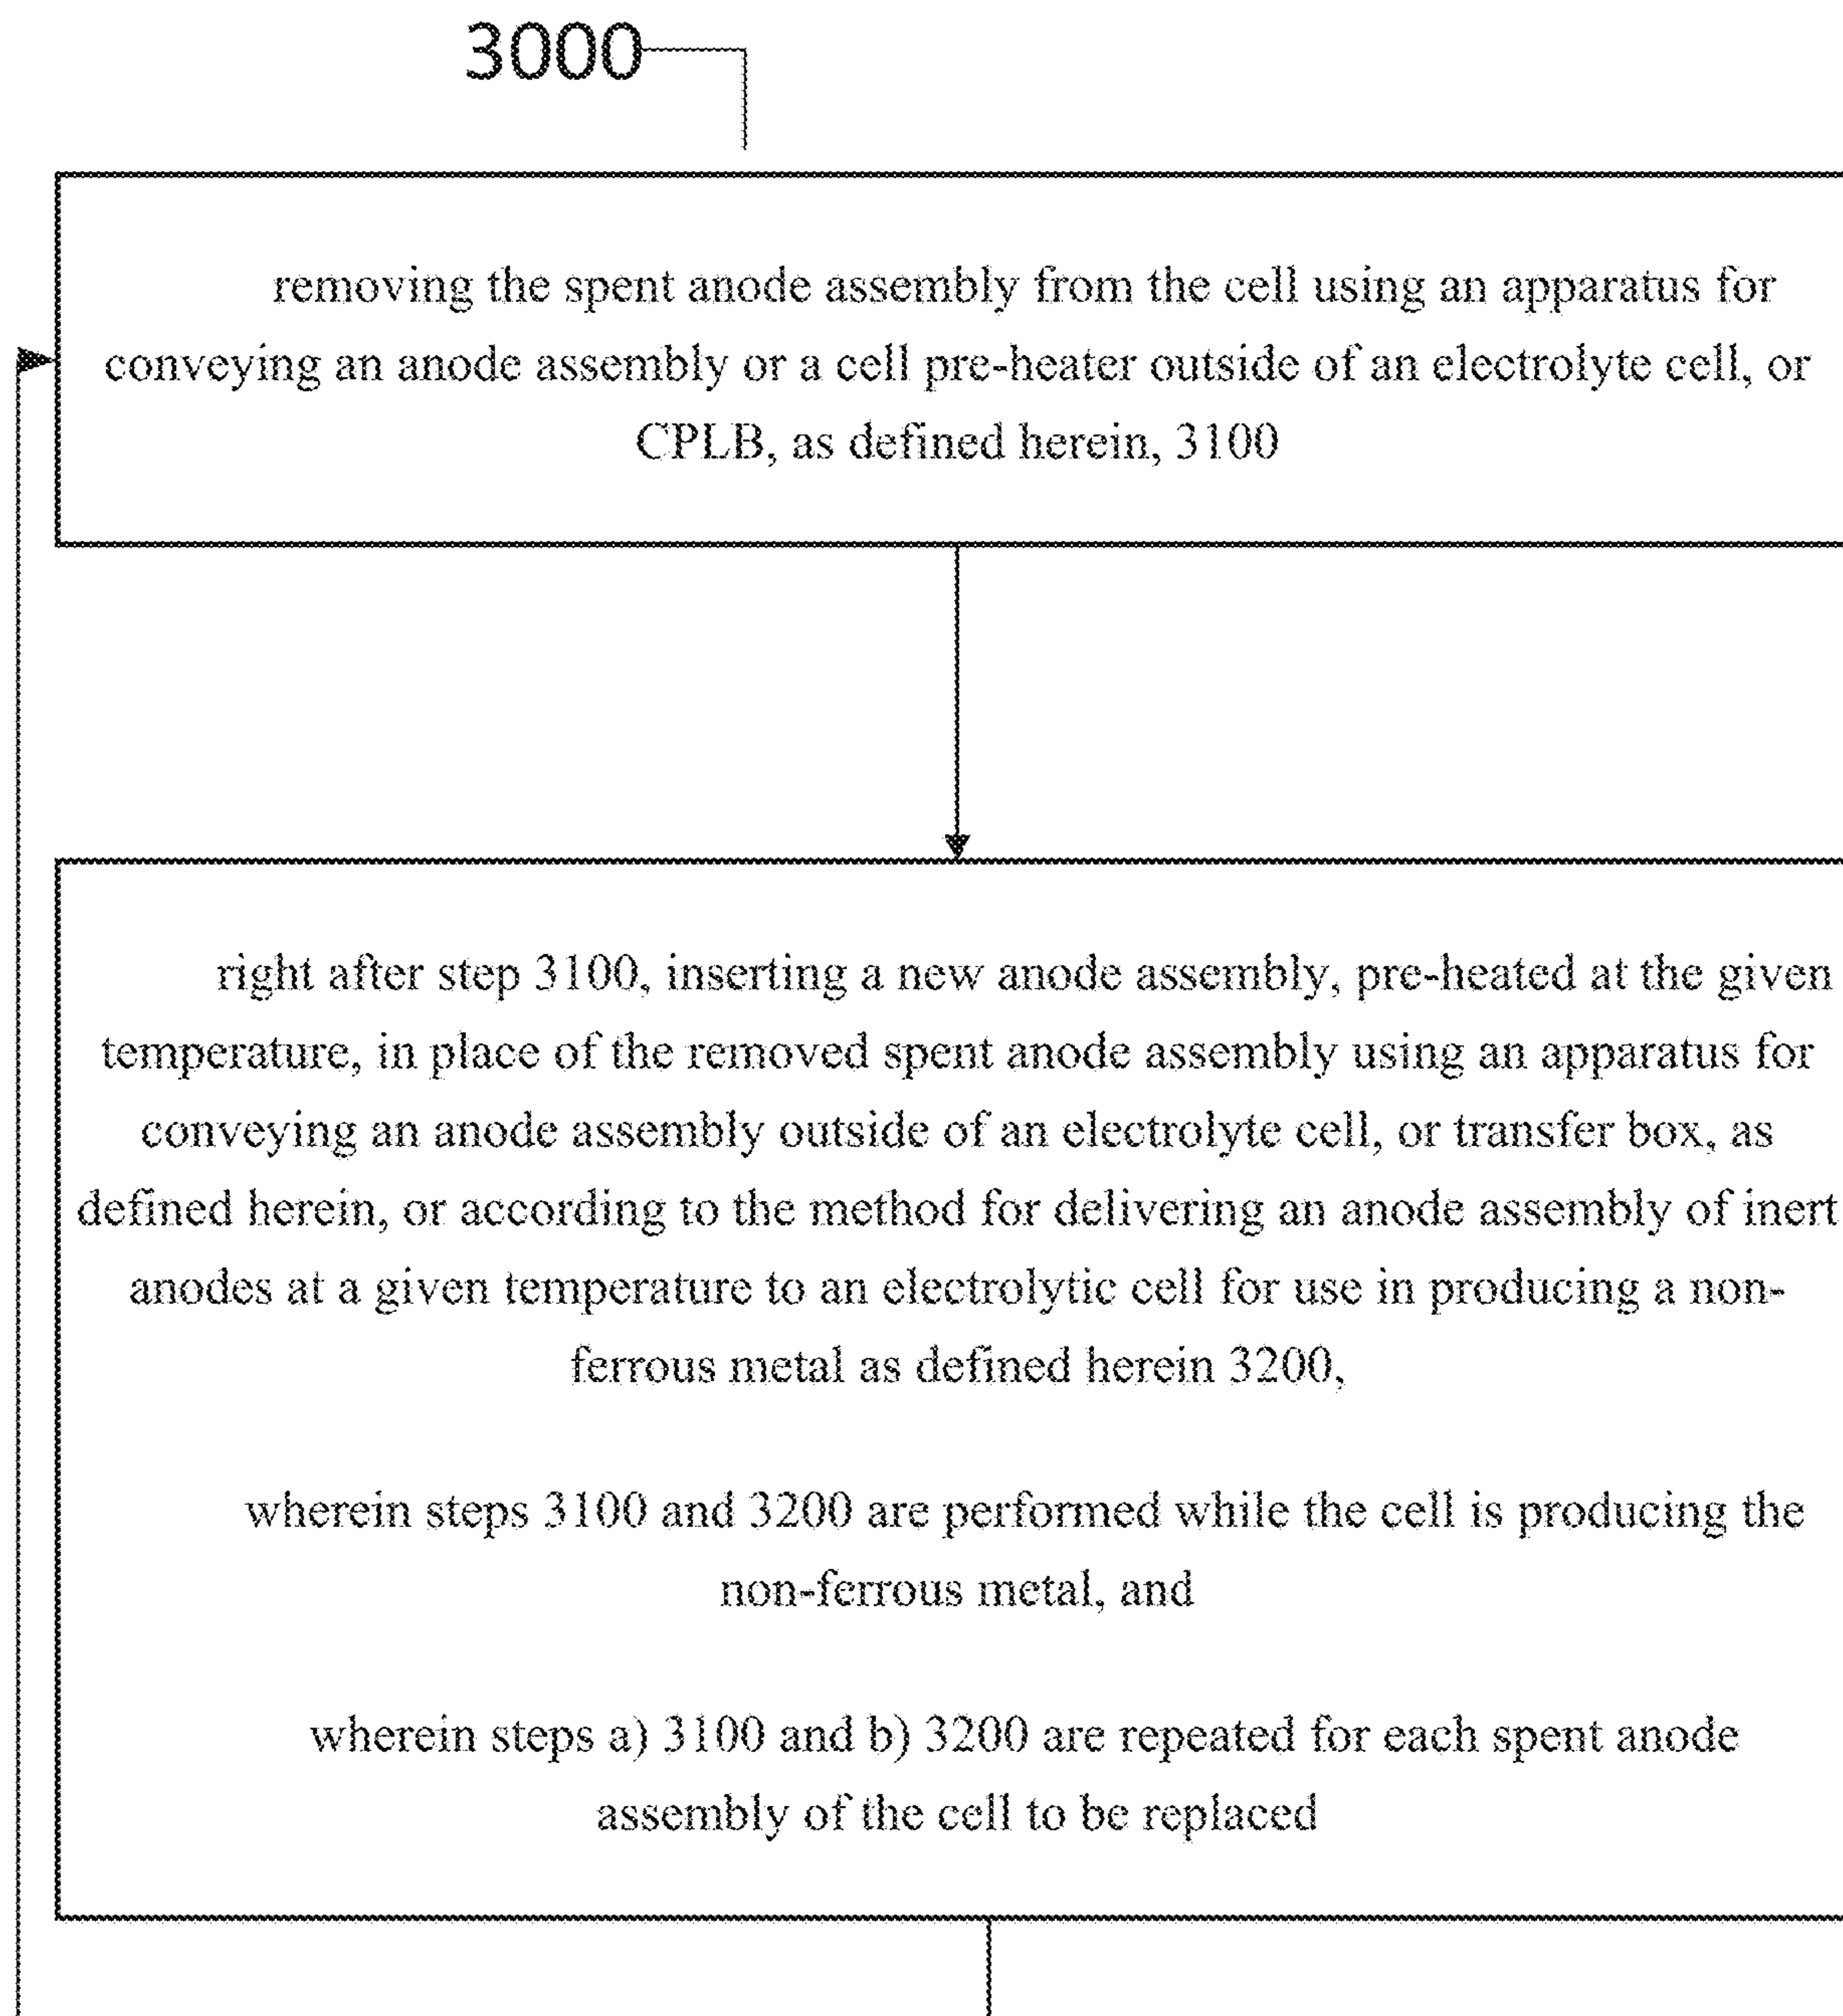 3000
removing the spent anode assembly from the cell using an apparatus for
conveying an anode assembly or a cell pre-heater outside of an electrolyte cell, or
CPLB, as defined herein, 3100
right after step 3100, inserting a new anode assembly, pre-heated at the given
temperature, in place of the removed spent anode assembly using an apparatus for
conveying an anode assembly outside of an electrolyte cell, or transfer box, as
defined herein, or according to the method for delivering an anode assembly of inert
anodes at a given temperature to an electrolytic cell for use in producing a non-
ferrous metal as defined herein 3200,
wherein steps 3100 and 3200 are performed while the cell is producing the
non-ferrous metal, and
wherein steps a) 3100 and b) 3200 are repeated for each spent anode
assembly of the cell to be replaced